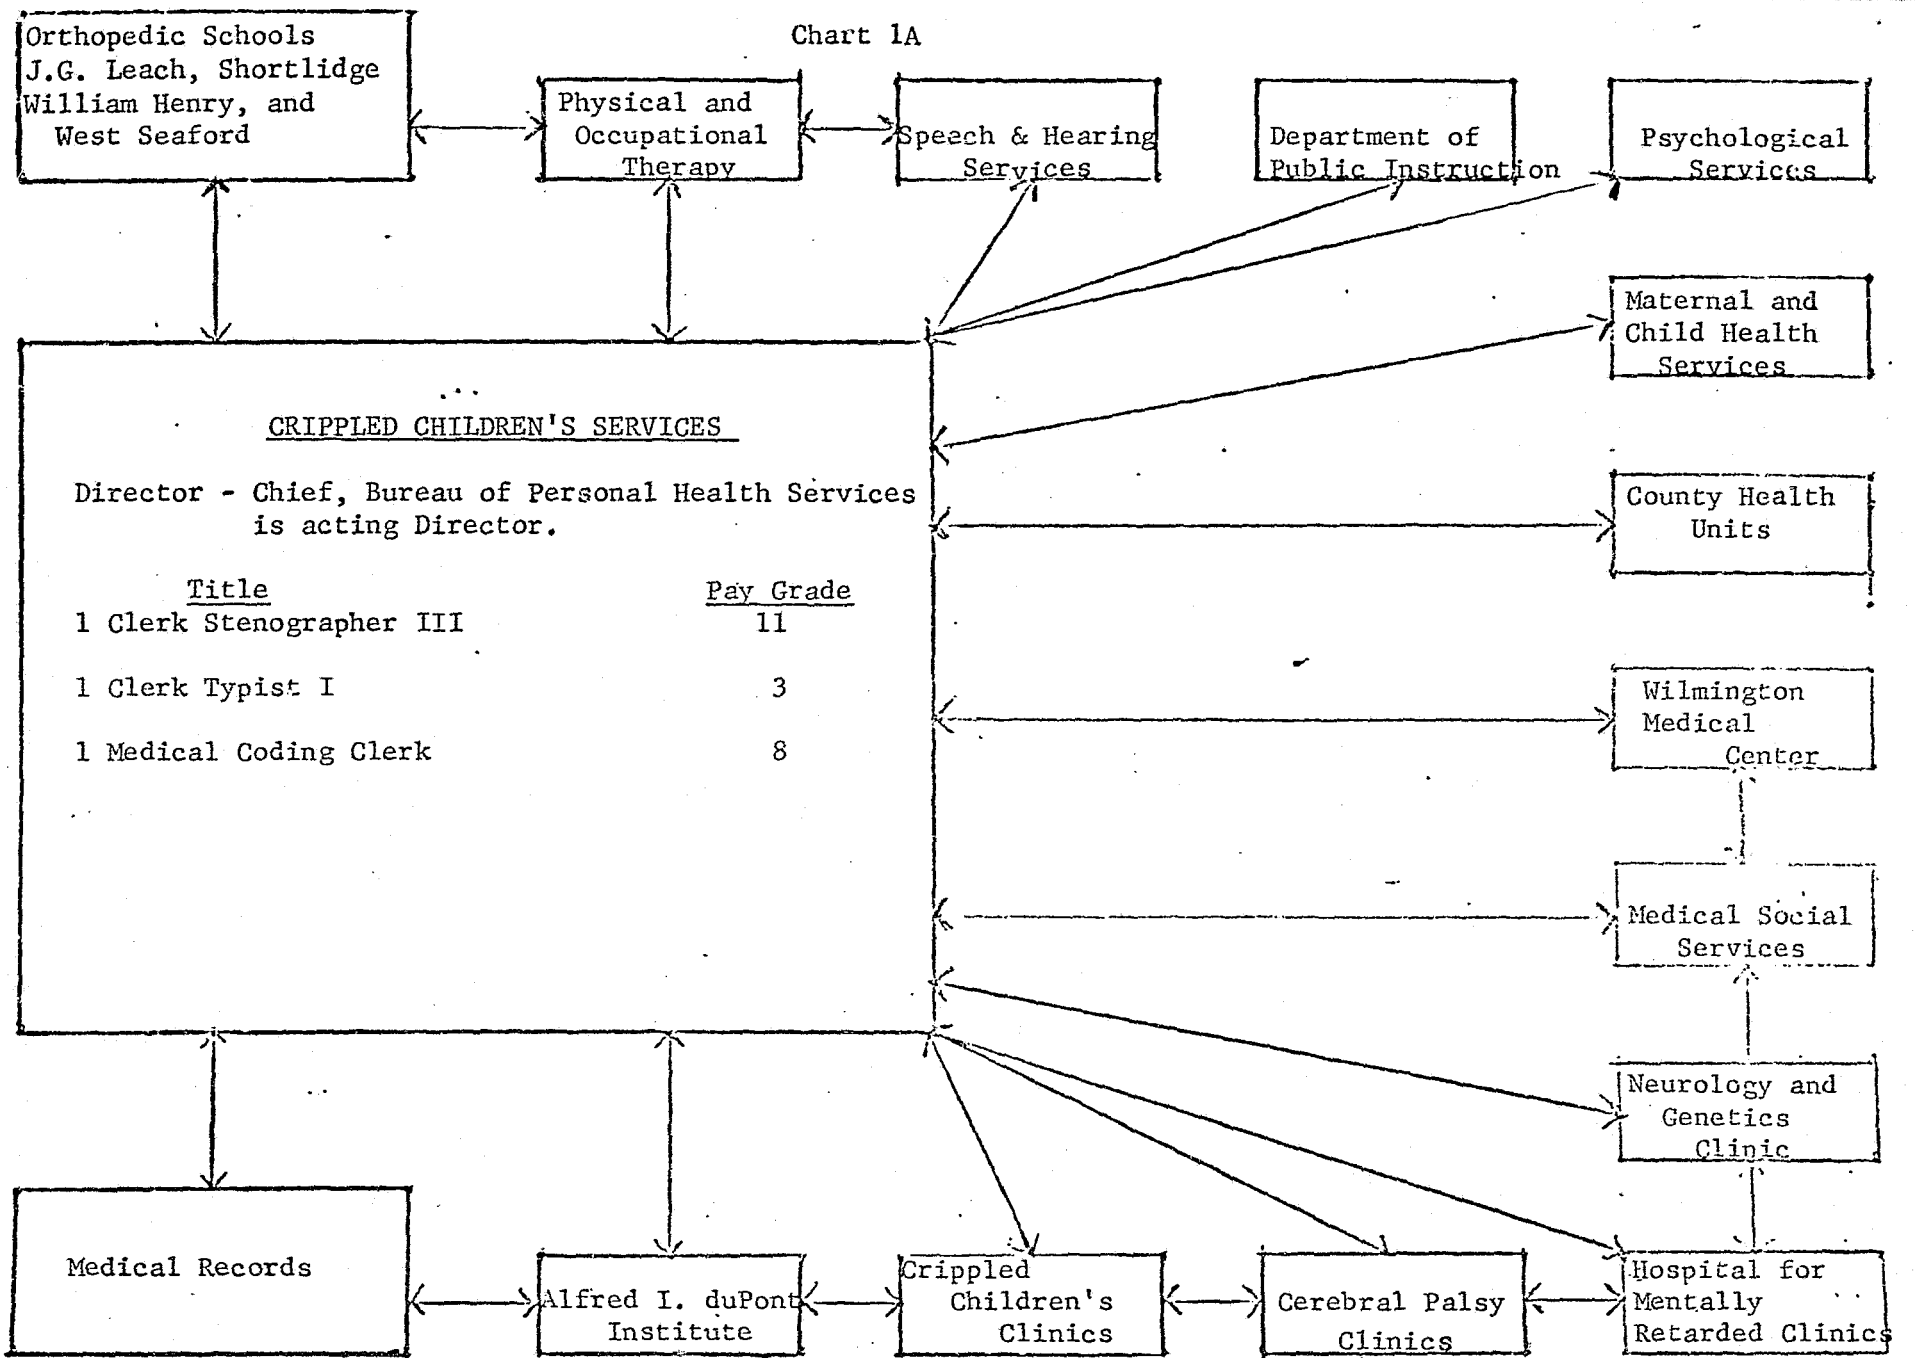 Chart 1A
Orthopedic Schools
J.G. Leach, Shortlidge
William Henry, and
West Seaford
Physical and
Occupational
Therapy
Speech & Hearing
Services
Department of
Public Instruction
Psychological
Services
Maternal and
Child Health
Services
CRIPPLED CHILDREN'S SERVICES
Director - Chief, Bureau of Personal Health Services
is acting Director.
Title Pay Grade
1 Clerk Stenographer III 11
1 Clerk Typist I 3
1 Medical Coding Clerk 8
County Health
Units
Wilmington
Medical
Center
Medical Social
Services
Neurology and
Genetics
Clinic
Medical Records
Alfred I. duPont
Institute
Crippled
Children's
Clinics
Cerebral Palsy
Clinics
Hospital for
Mentally
Retarded Clinics